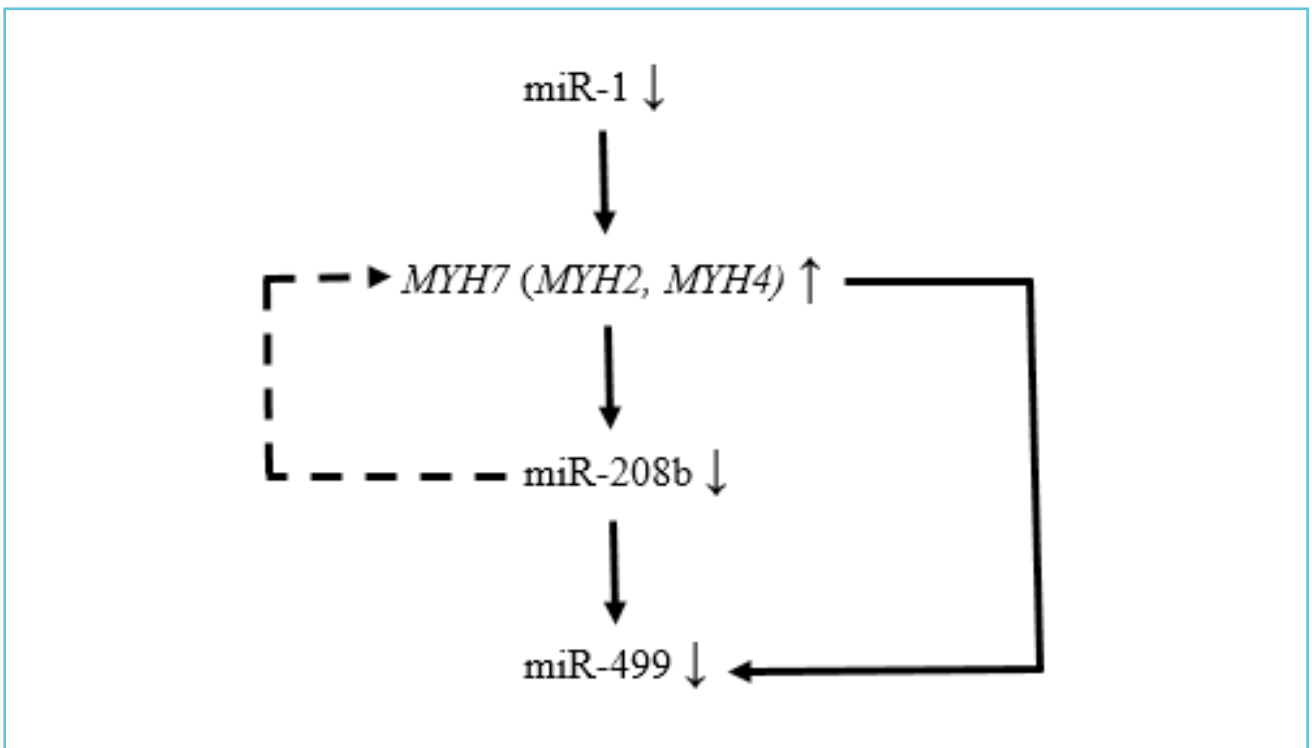 miR-1 ↓
MYH7 (MYH2, MYH4) ↑
miR-208b ↓
miR-499 ↓